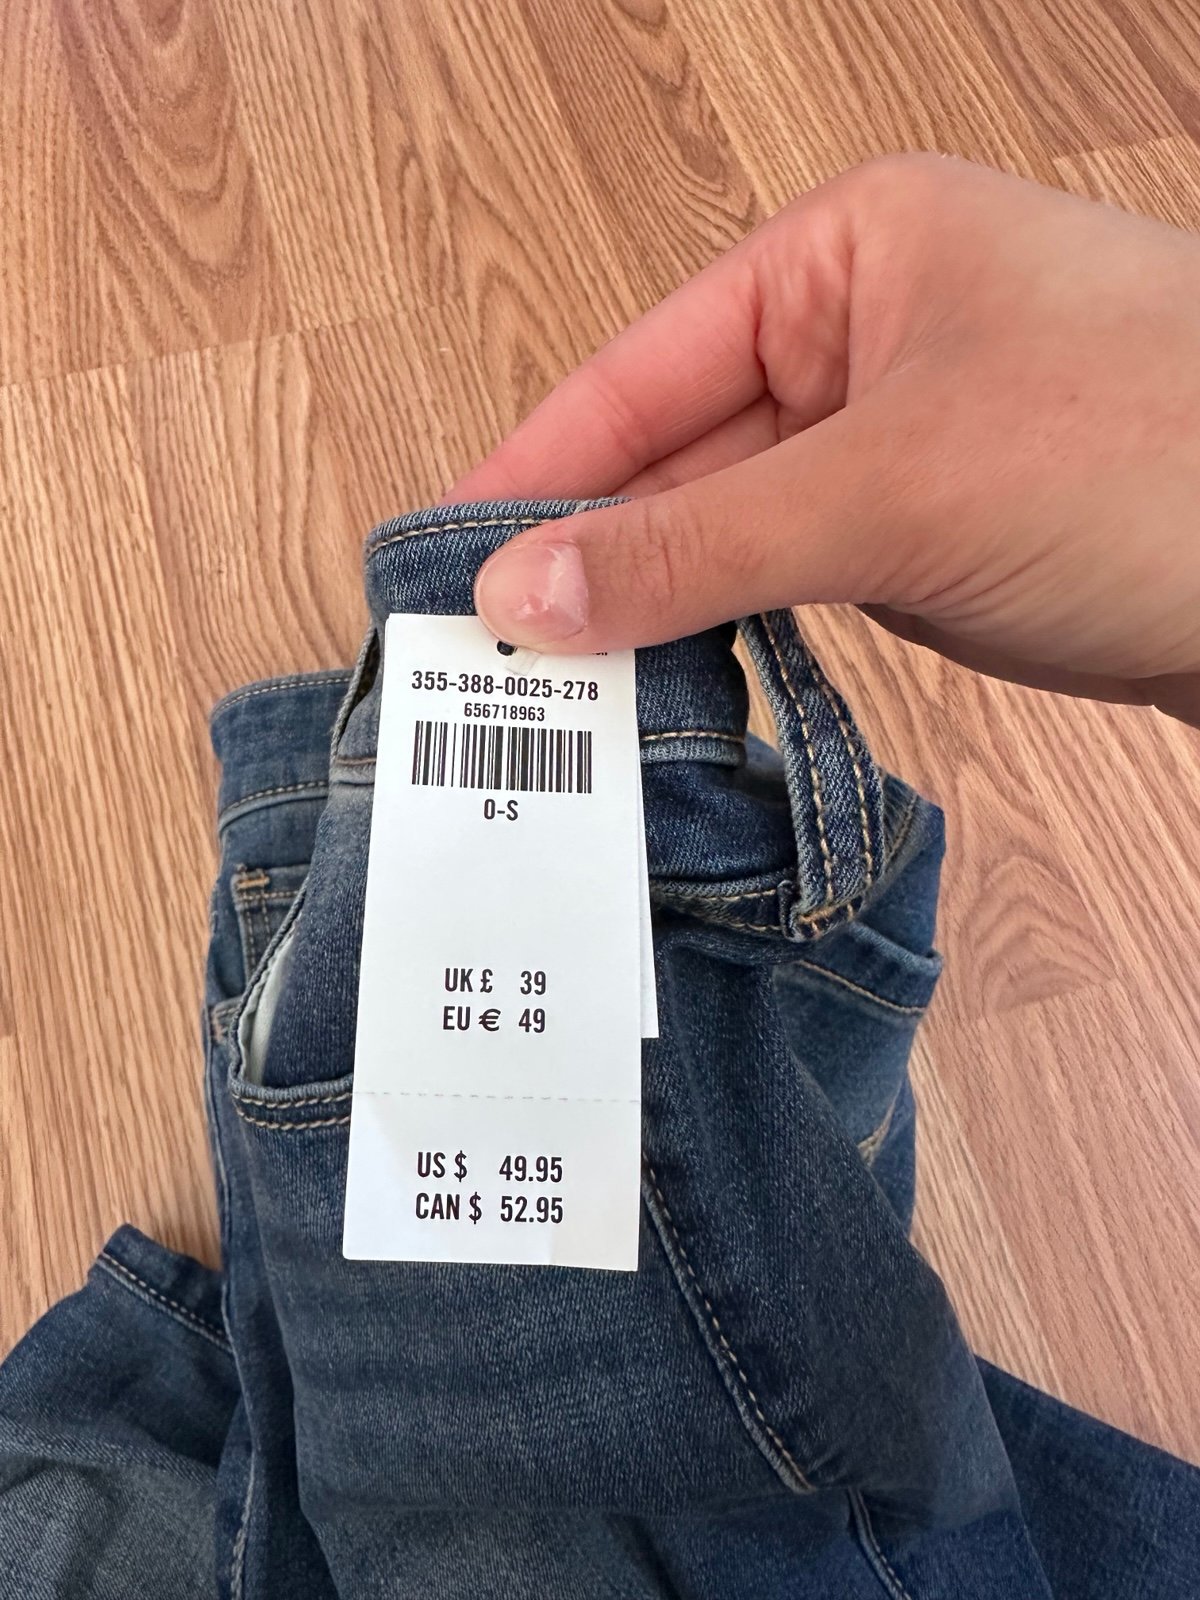 355-388-0025-278
656718963
0-S
UK £ 39
EU € 49
US $ 49.95
CAN $ 52.95